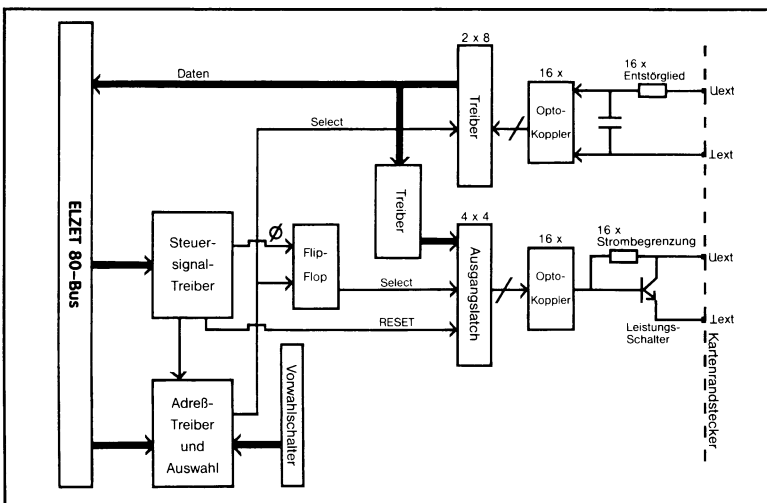 ELZET 80-Bus
Daten
2 x 8
Treiber
16 x
Opto-
Koppler
16 x
Entstörglied
Uext
⊥ext
Select
Treiber
Steuer-
signal-
Treiber
Ø
Flip-
Flop
Select
RESET
4 x 4
Ausgangslatch
16 x
Opto-
Koppler
16 x
Strombegrenzung
Uext
⊥ext
Leistungs-
Schalter
Kartenrandstecker
Adreß-
Treiber
und
Auswahl
Vorwahlschalter